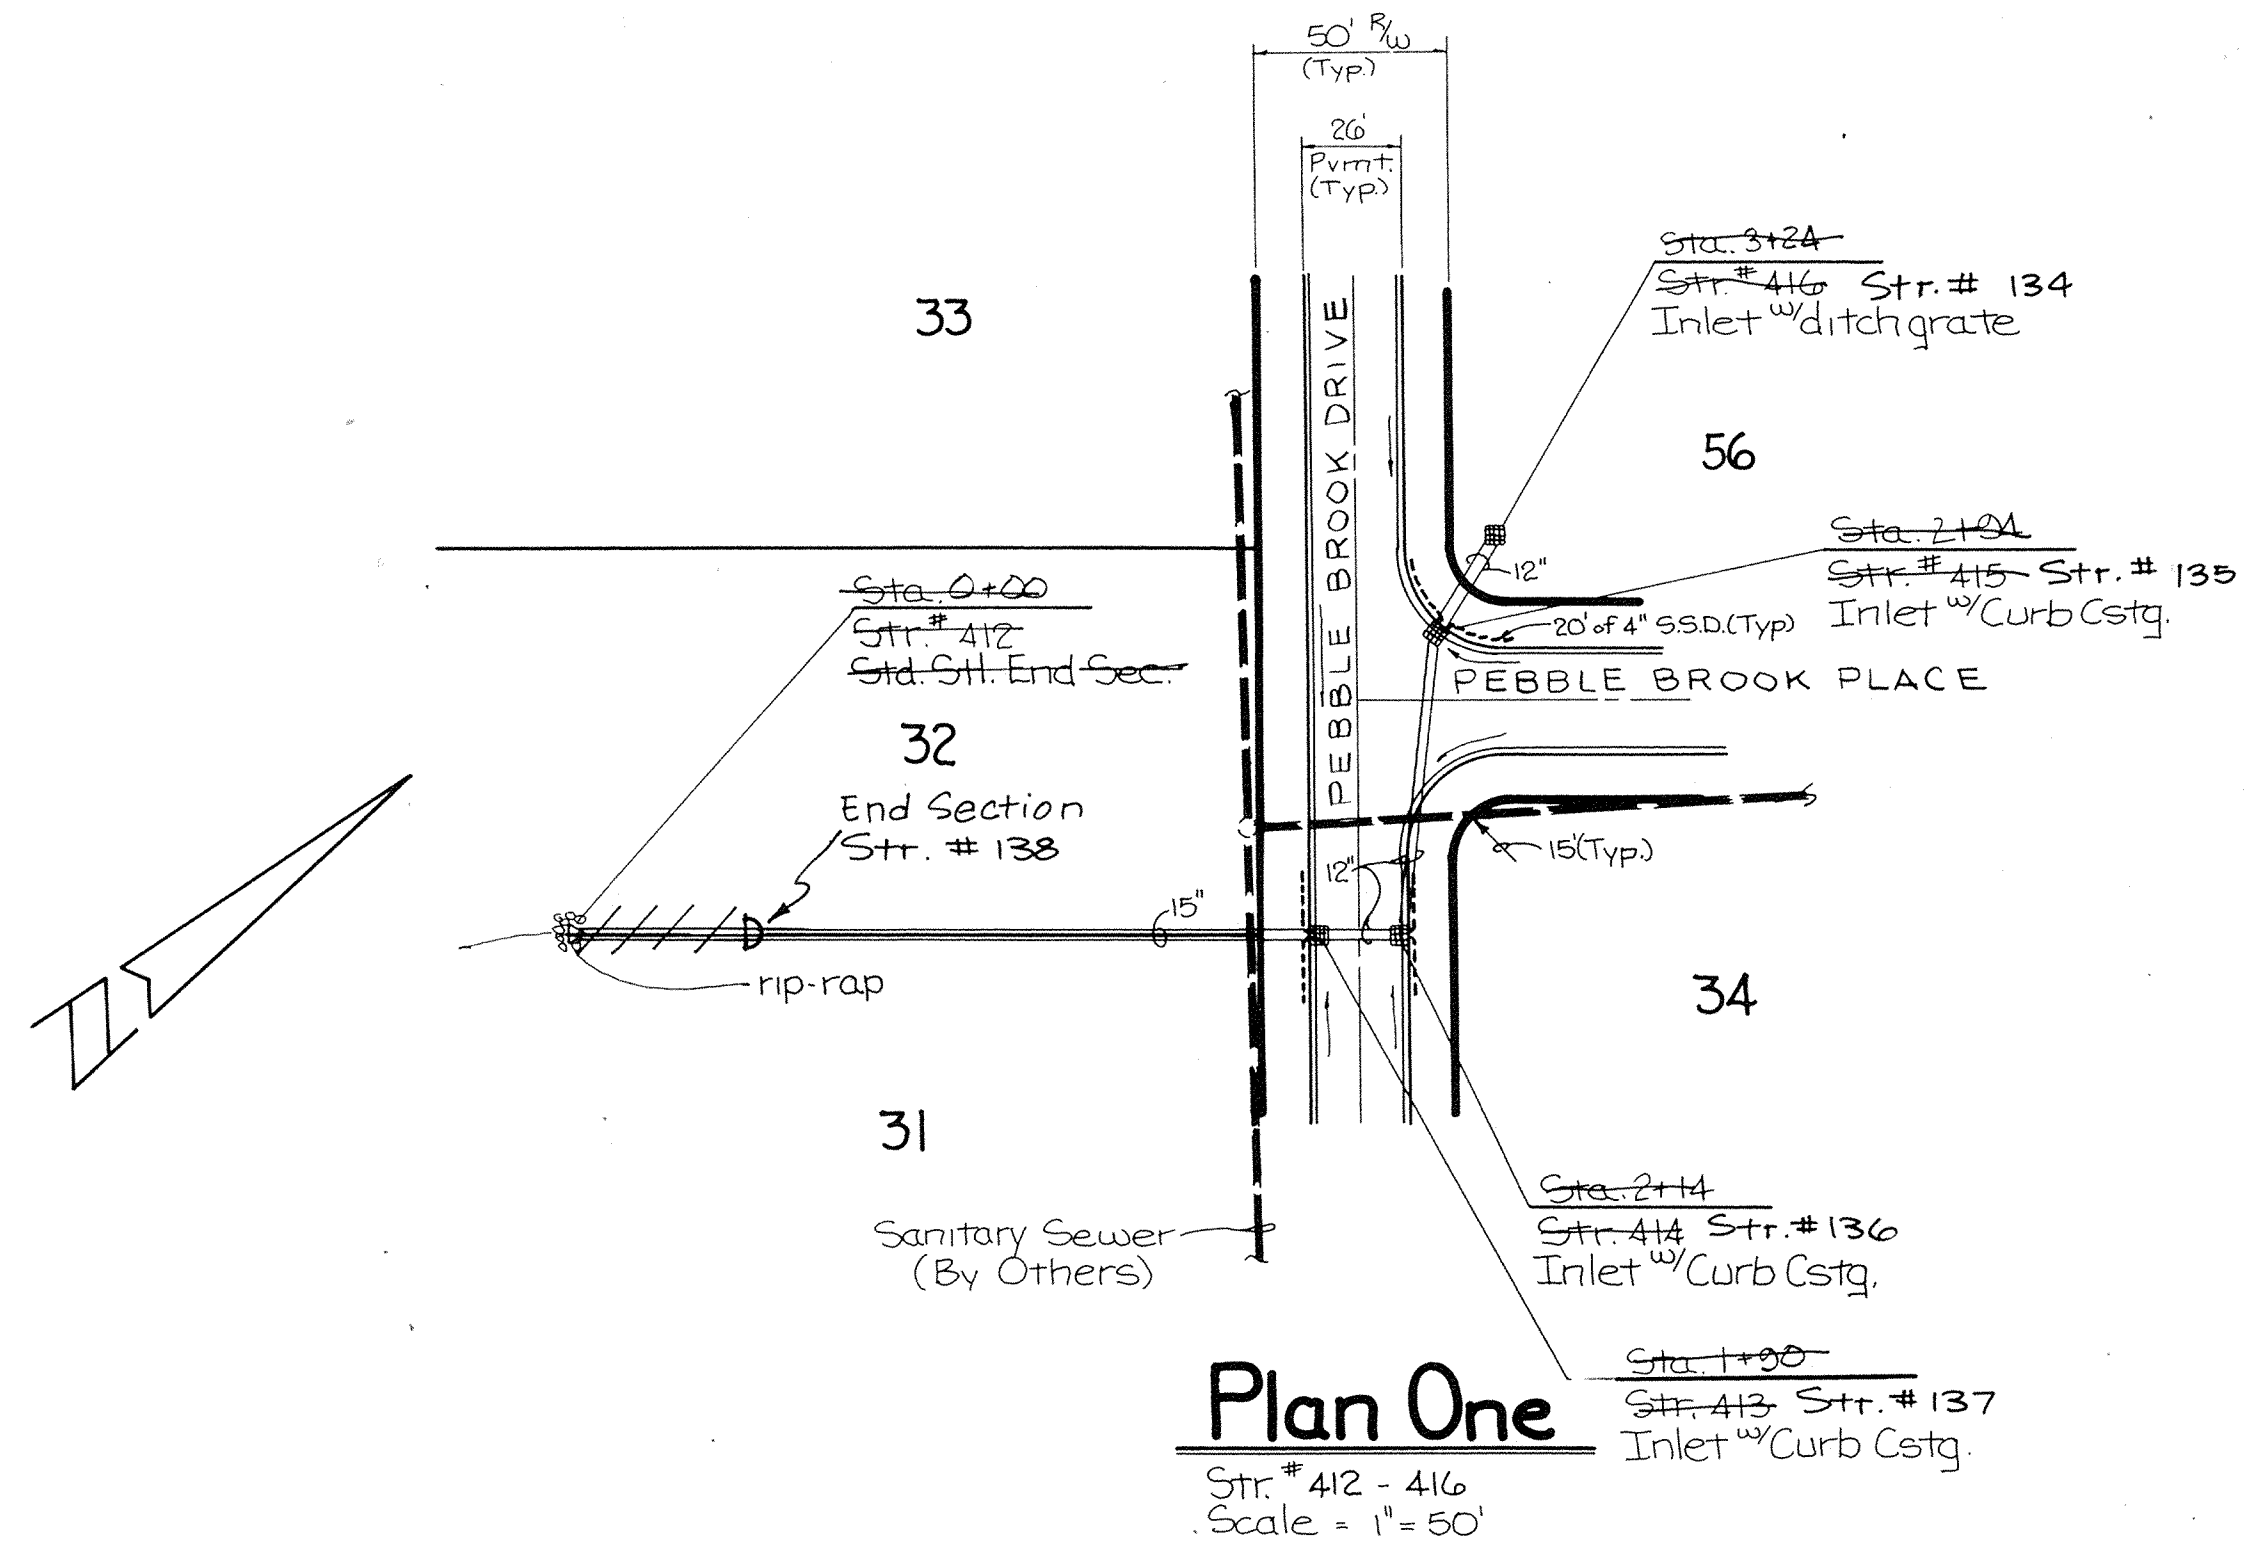 50' R/W
(Typ.)
26'
Pvmt.
(Typ.)
Sta. 3+24
Str.# 416 Str.# 134
Inlet w/ditch grate
33
56
PEBBLE BROOK DRIVE
Sta. 2+94
Str.# 415 Str.# 135
Inlet w/Curb Cstg.
12"
20' of 4" S.S.D.(Typ)
Sta. 0+00
Str.# 412
Std. Stl. End Sec.
PEBBLE BROOK PLACE
32
End Section
Str. # 138
15'(Typ.)
12"
15"
rip-rap
34
31
Sta. 2+14
Str. 414 Str.# 136
Inlet w/Curb Cstg.
Sanitary Sewer
(By Others)
Sta. 1+90
Str. 413 Str.# 137
Inlet w/Curb Cstg.
Plan One
Str.# 412 - 416
Scale = 1" = 50'